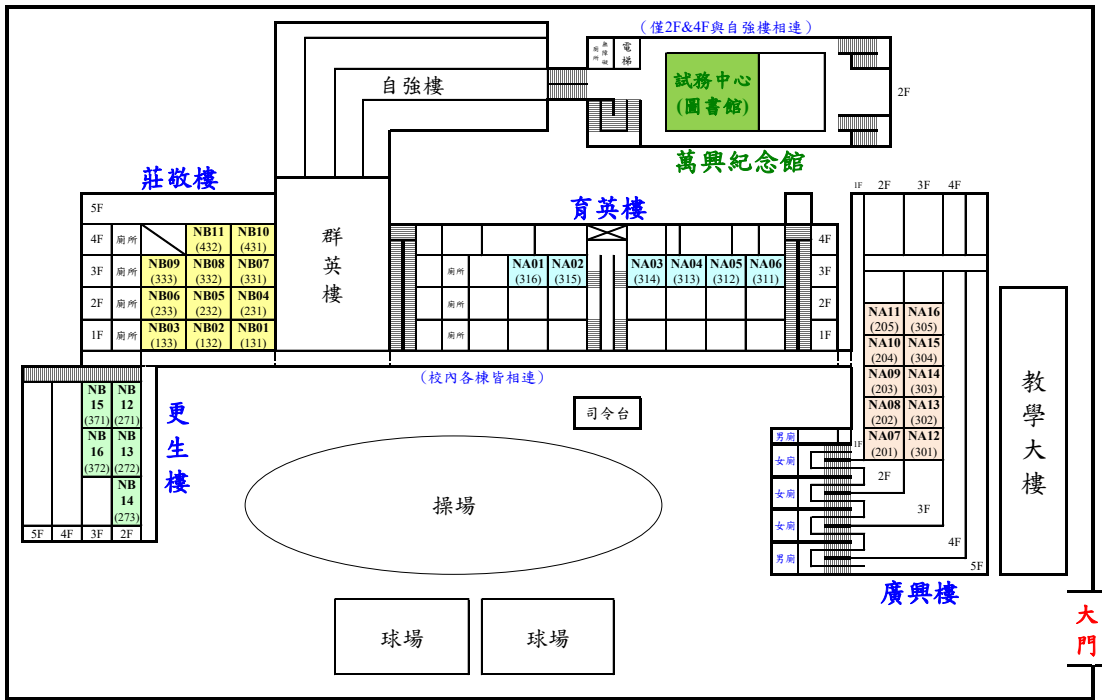 (僅2F&4F與自強樓相連)
廁所
無障礙
電梯
試務中心
(圖書館)
2F
自強樓
萬興紀念館
莊敬樓
育英樓
1F 2F 3F 4F
5F
群英樓
4F 廁所 NB11 NB10
(432) (431)
4F
3F 廁所 NB09 NB08 NB07
(333) (332) (331)
廁所 NA01 NA02 NA03 NA04 NA05 NA06 3F
(316) (315) (314) (313) (312) (311)
2F 廁所 NB06 NB05 NB04
(233) (232) (231)
廁所 2F
1F 廁所 NB03 NB02 NB01
(133) (132) (131)
廁所 1F
NA11 NA16
(205) (305)
NA10 NA15
(204) (304)
NA09 NA14
(203) (303)
NA08 NA13
(202) (302)
NA07 NA12
(201) (301)
教學大樓
(校內各棟皆相連)
司令台
NB 15 (371)
NB 12 (271)
NB 16 (372)
NB 13 (272)
NB 14 (273)
5F 4F 3F 2F
更生樓
操場
男廁
女廁
女廁
女廁
男廁
1F
2F
3F
4F
5F
廣興樓
球場
球場
大門